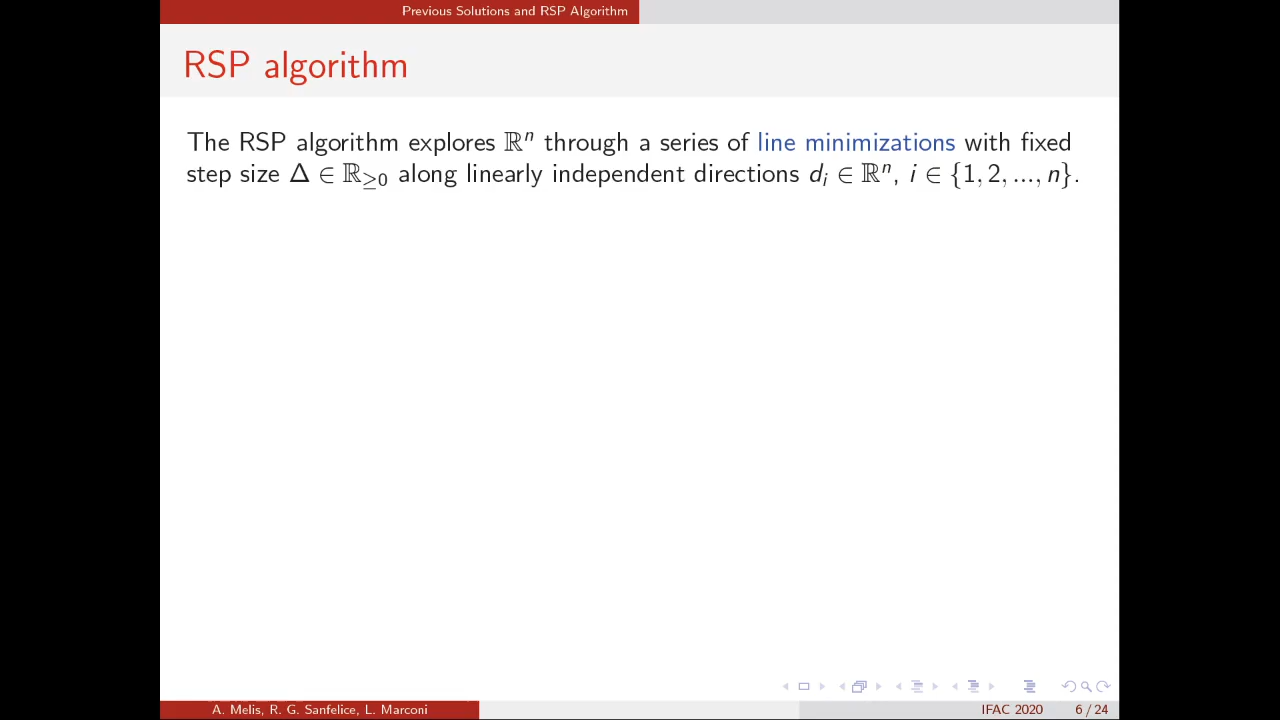 Previous Solutions and RSP Algorithm
RSP algorithm
The RSP algorithm explores ℝⁿ through a series of line minimizations with fixed
step size Δ ∈ ℝ≥0 along linearly independent directions dᵢ ∈ ℝⁿ, i ∈ {1, 2, ..., n}.
A. Melis, R. G. Sanfelice, L. Marconi
IFAC 2020
6 / 24